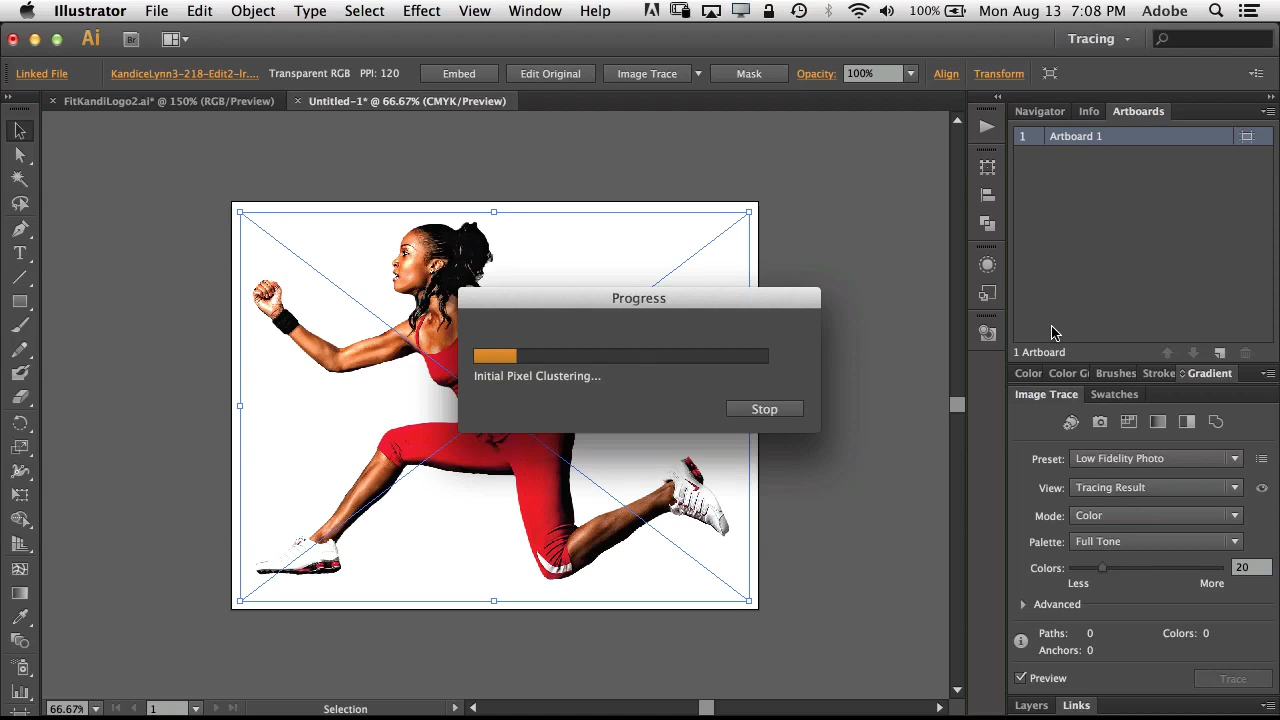 Illustrator File Edit Object Type Select Effect View Window Help 100% Mon Aug 13 7:08 PM Adobe
Ai Br Tracing
Linked File KandiceLynn3-218-Edit2-Ir.... Transparent RGB PPI: 120 Embed Edit Original Image Trace Mask Opacity: 100% Align Transform
FitKandiLogo2.ai* @ 150% (RGB/Preview) Untitled-1* @ 66.67% (CMYK/Preview)
Navigator Info Artboards
1 Artboard 1
Progress
Initial Pixel Clustering...
Stop
1 Artboard
Color Color G Brushes Stroke Gradient
Image Trace Swatches
Preset: Low Fidelity Photo
View: Tracing Result
Mode: Color
Palette: Full Tone
Colors: 20
Less More
Advanced
Paths: 0 Colors: 0
Anchors: 0
Preview Trace
Layers Links
66.67% 1 Selection